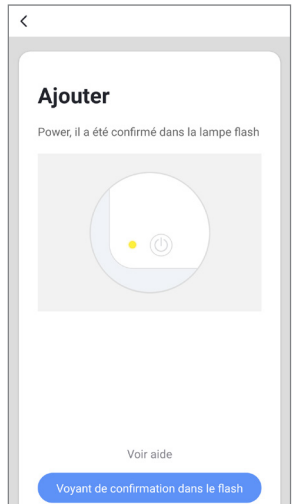 Ajouter
Power, il a été confirmé dans la lampe flash
Voir aide
Voyant de confirmation dans le flash